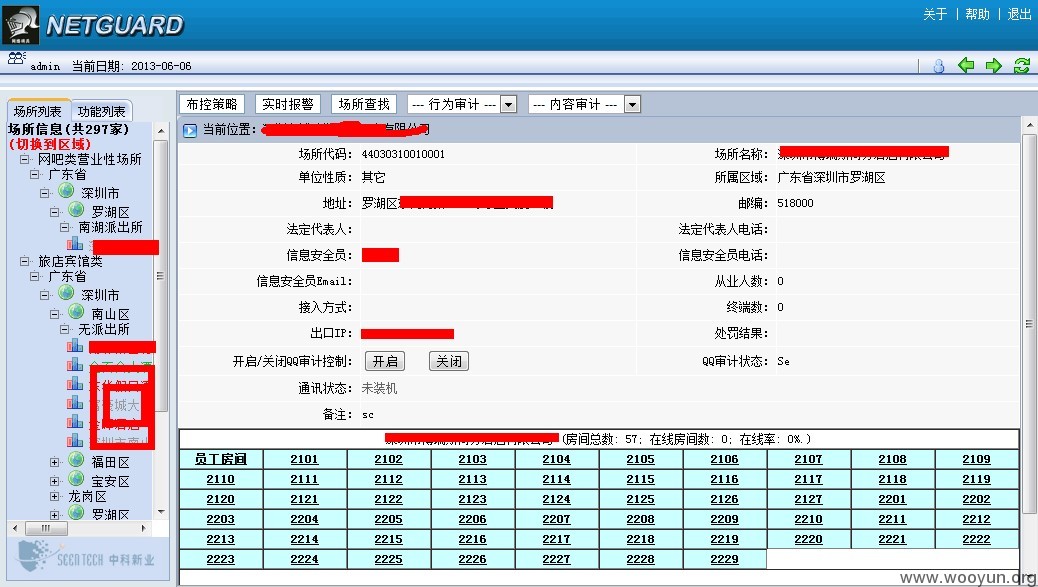 NETGUARD
关于 | 帮助 | 退出
admin 当前日期: 2013-06-06
场所列表 功能列表
场所信息(共297家)
(切换到区域)
网吧类营业性场所
广东省
深圳市
罗湖区
南湖派出所
旅店宾馆类
广东省
深圳市
南山区
无派出所
福田区
宝安区
龙岗区
罗湖区
SCENTECH 中科新业
布控策略 实时报警 场所查找 --- 行为审计 --- --- 内容审计 ---
当前位置: 有限公司
场所代码: 44030310010001 场所名称:
单位性质: 其它 所属区域: 广东省深圳市罗湖区
地址: 罗湖区 邮编: 518000
法定代表人: 法定代表人电话:
信息安全员: 信息安全员电话:
信息安全员Email: 从业人数: 0
接入方式: 终端数: 0
出口IP: 处罚结果:
开启/关闭QQ审计控制: 开启 关闭 QQ审计状态: Se
通讯状态: 未装机
备注: sc
(房间总数: 57; 在线房间数: 0; 在线率: 0%.)
员工房间 2101 2102 2103 2104 2105 2106 2107 2108 2109
2110 2111 2112 2113 2114 2115 2116 2117 2118 2119
2120 2121 2122 2123 2124 2125 2126 2127 2201 2202
2203 2204 2205 2206 2207 2208 2209 2210 2211 2212
2213 2214 2215 2216 2217 2218 2219 2220 2221 2222
2223 2224 2225 2226 2227 2228 2229
www.wooyun.org